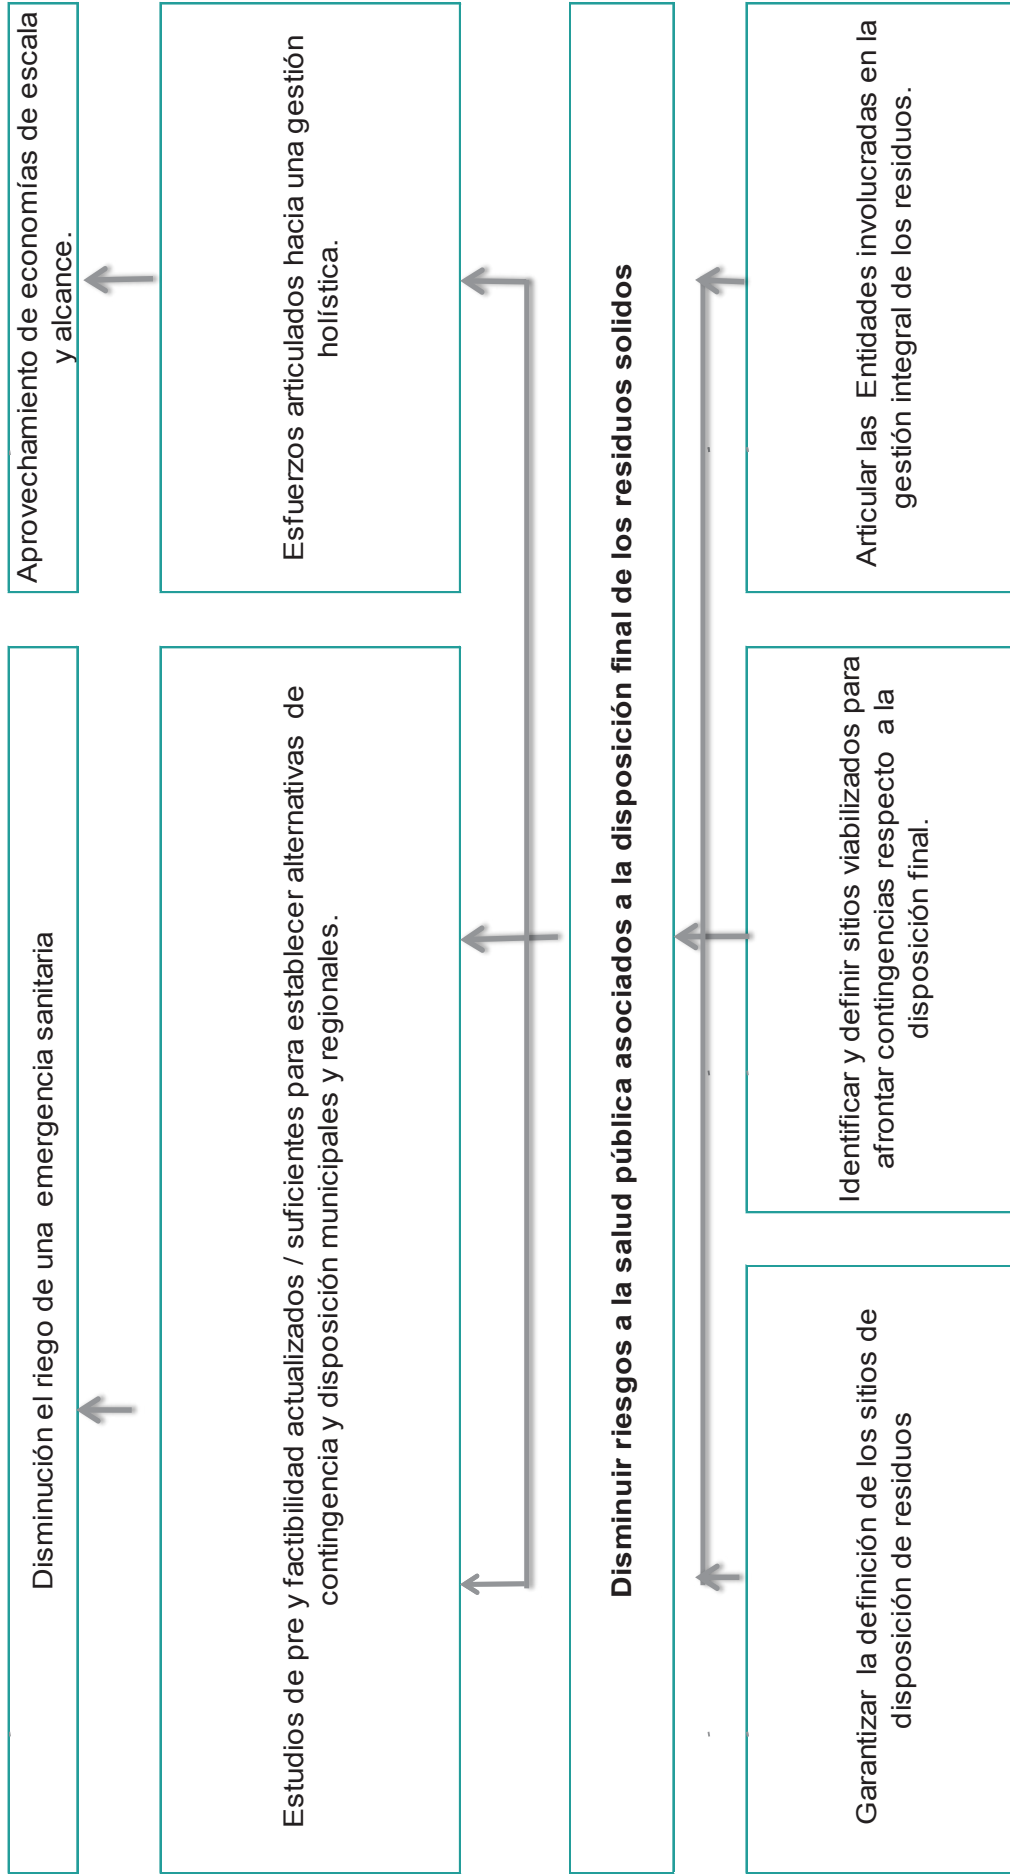 Disminución el riego de una emergencia sanitaria
Aprovechamiento de economías de escala
y alcance.
Estudios de pre y factibilidad actualizados / suficientes para establecer alternativas de
contingencia y disposición municipales y regionales.
Esfuerzos articulados hacia una gestión
holística.
Disminuir riesgos a la salud pública asociados a la disposición final de los residuos solidos
Garantizar la definición de los sitios de
disposición de residuos
Identificar y definir sitios viabilizados para
afrontar contingencias respecto a la
disposición final.
Articular las Entidades involucradas en la
gestión integral de los residuos.